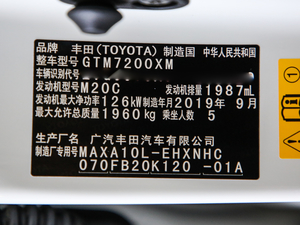 品牌 丰田(TOYOTA) 制造国 中华人民共和国
整车型号 GTM7200XM
车辆识别代号
发动机型号 M20C 发动机排量 1987mL
发动机最大净功率 126kW 制造年月 2019年9月
最大允许总质量 1960kg 乘坐人数 5
生产厂名 广汽丰田汽车有限公司
制造厂专用号 MAXA10L-EHXNHC
070FB20K120 -01A